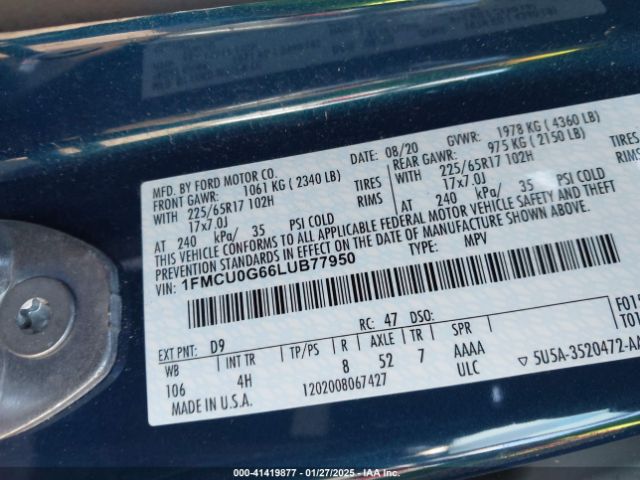 MFD. BY FORD MOTOR CO.
DATE: 08/20 GVWR: 1978 KG ( 4360 LB)
FRONT GAWR: 1061 KG ( 2340 LB) REAR GAWR: 975 KG ( 2150 LB)
WITH 225/65R17 102H TIRES WITH 225/65R17 102H TIRES
17x7.0J RIMS 17x7.0J RIMS
AT 240 kPa/ 35 PSI COLD AT 240 kPa/ 35 PSI COLD
THIS VEHICLE CONFORMS TO ALL APPLICABLE FEDERAL MOTOR VEHICLE SAFETY AND THEFT
PREVENTION STANDARDS IN EFFECT ON THE DATE OF MANUFACTURE SHOWN ABOVE.
VIN: 1FMCU0G66LUB77950 TYPE: MPV
EXT PNT: D9 RC: 47 DSO: F015
WB INT TR TP/PS R AXLE TR SPR T01
106 4H 8 52 7 AAAA
ULC ▽5U5A-3520472-AA
MADE IN U.S.A. 1202008067427
000-41419877 - 01/27/2025 - IAA Inc.